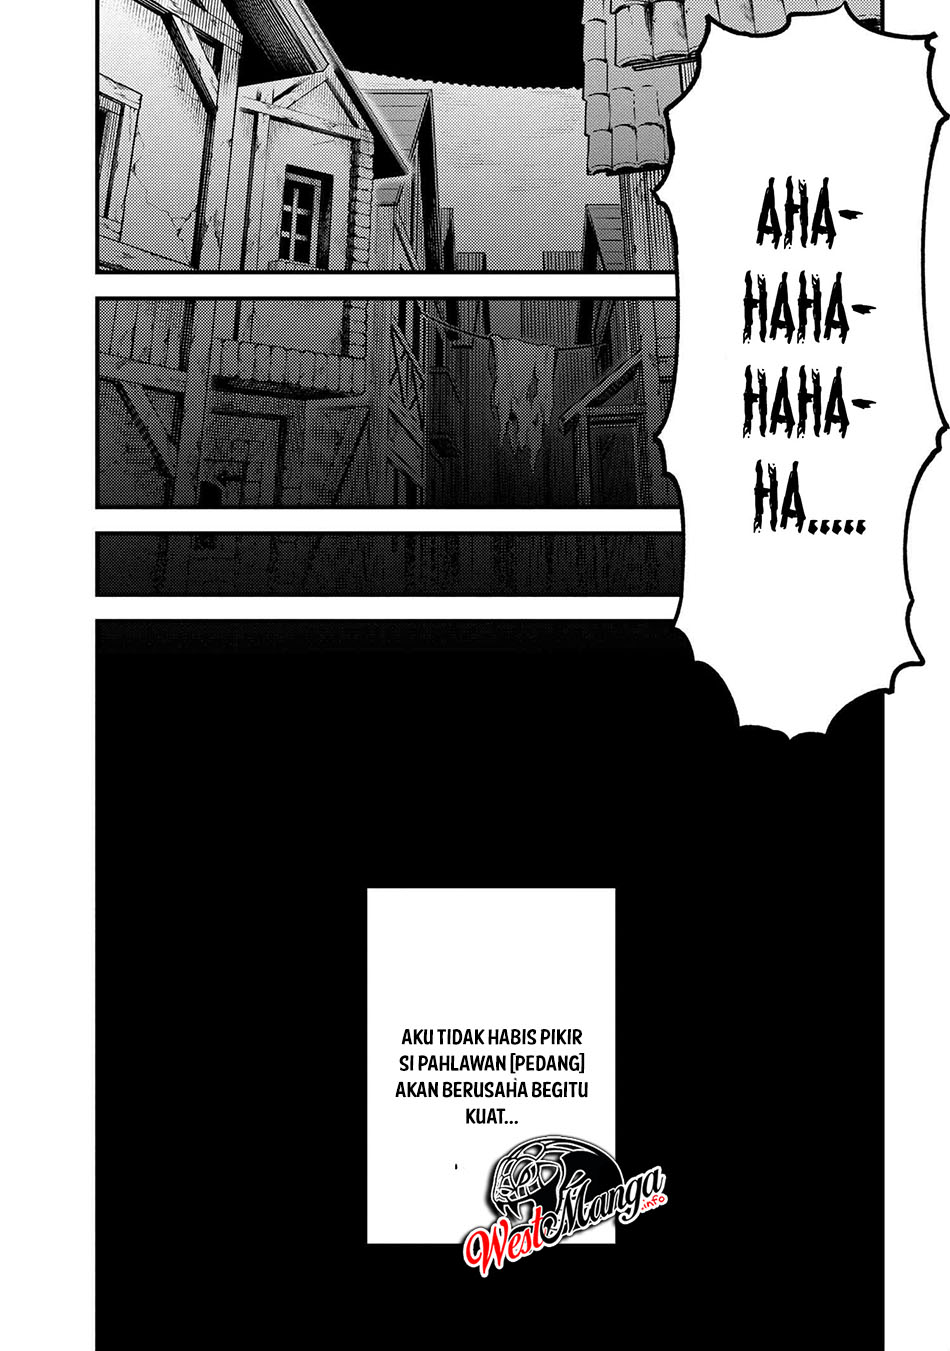 AHA-
HAHA-
HAHA-
HA.....
AKU TIDAK HABIS PIKIR
SI PAHLAWAN [PEDANG]
AKAN BERUSAHA BEGITU
KUAT...
WESTMANGA
.info